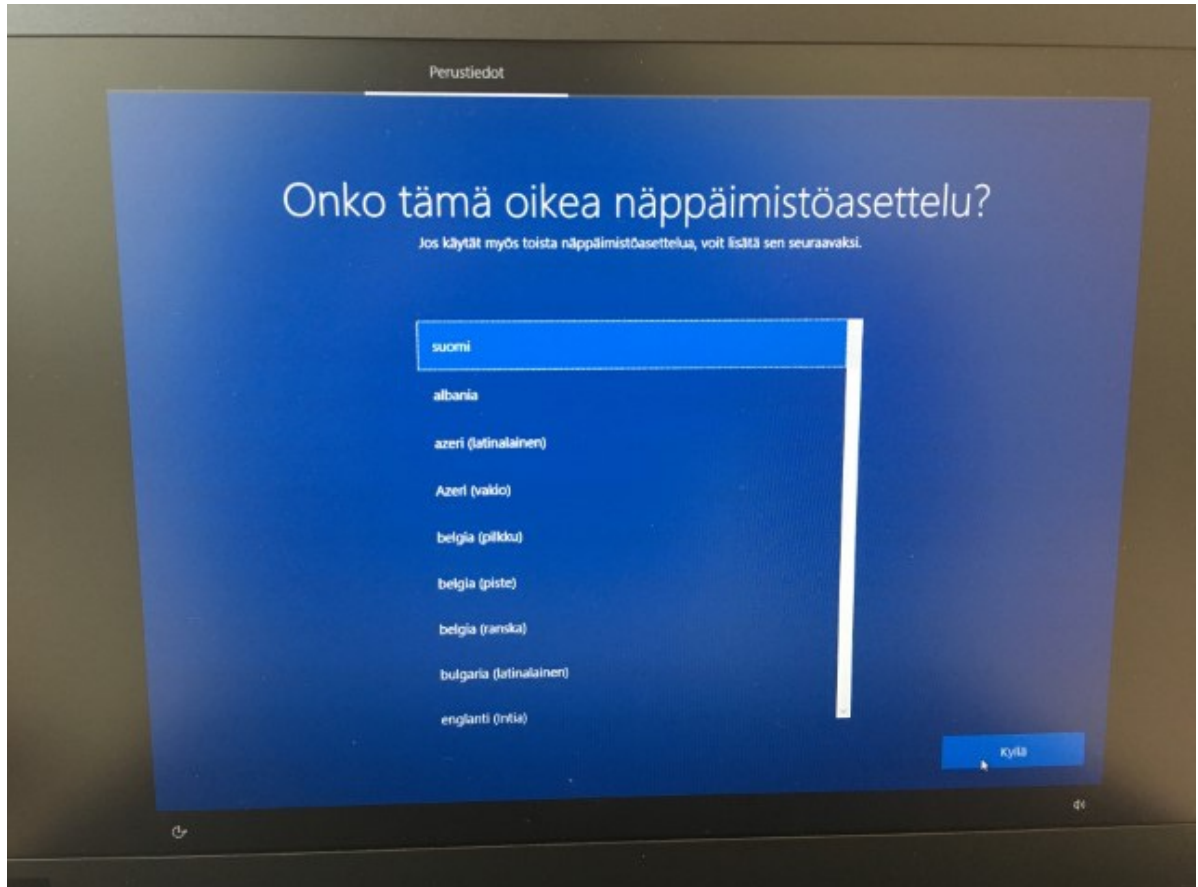 Perustiedot
Onko tämä oikea näppäimistöasettelu?
Jos käytät myös toista näppäimistöasettelua, voit lisätä sen seuraavaksi.
suomi
albania
azeri (latinalainen)
Azeri (vakio)
belgia (pilkku)
belgia (piste)
belgia (ranska)
bulgaria (latinalainen)
englanti (Intia)
Kyllä